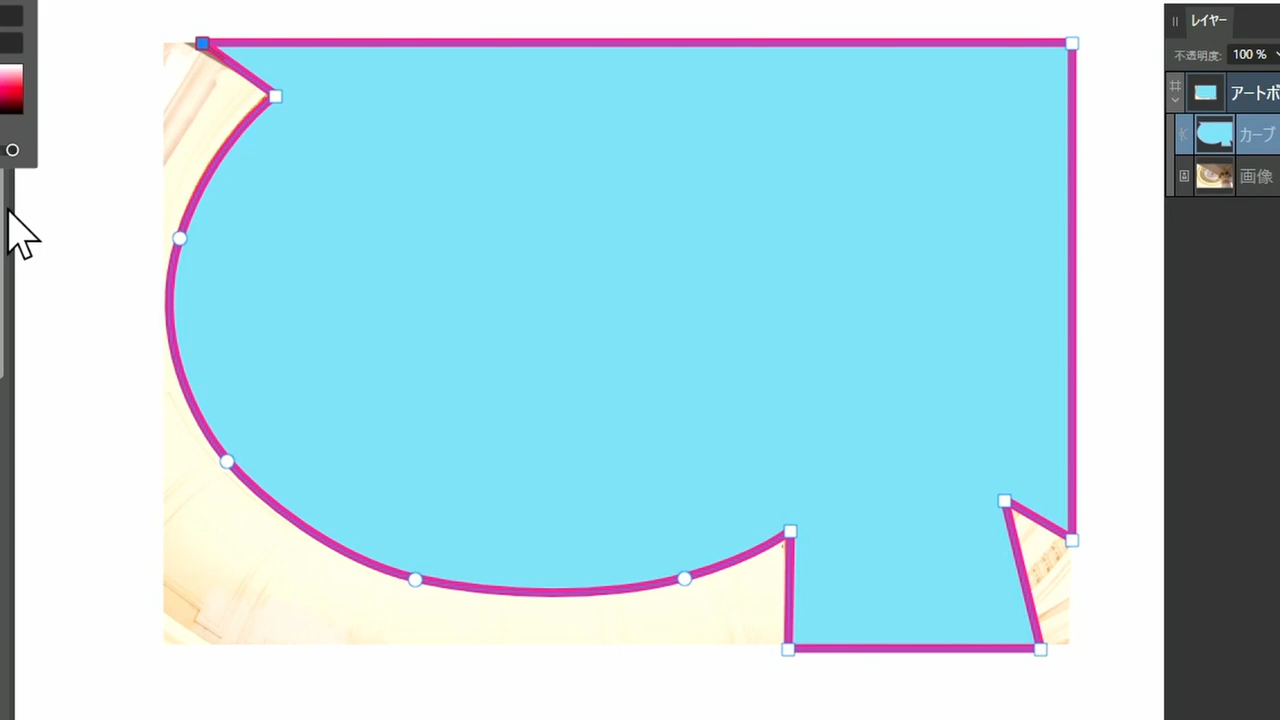 レイヤー
不透明度: 100 %
アートボ
カーブ
画像